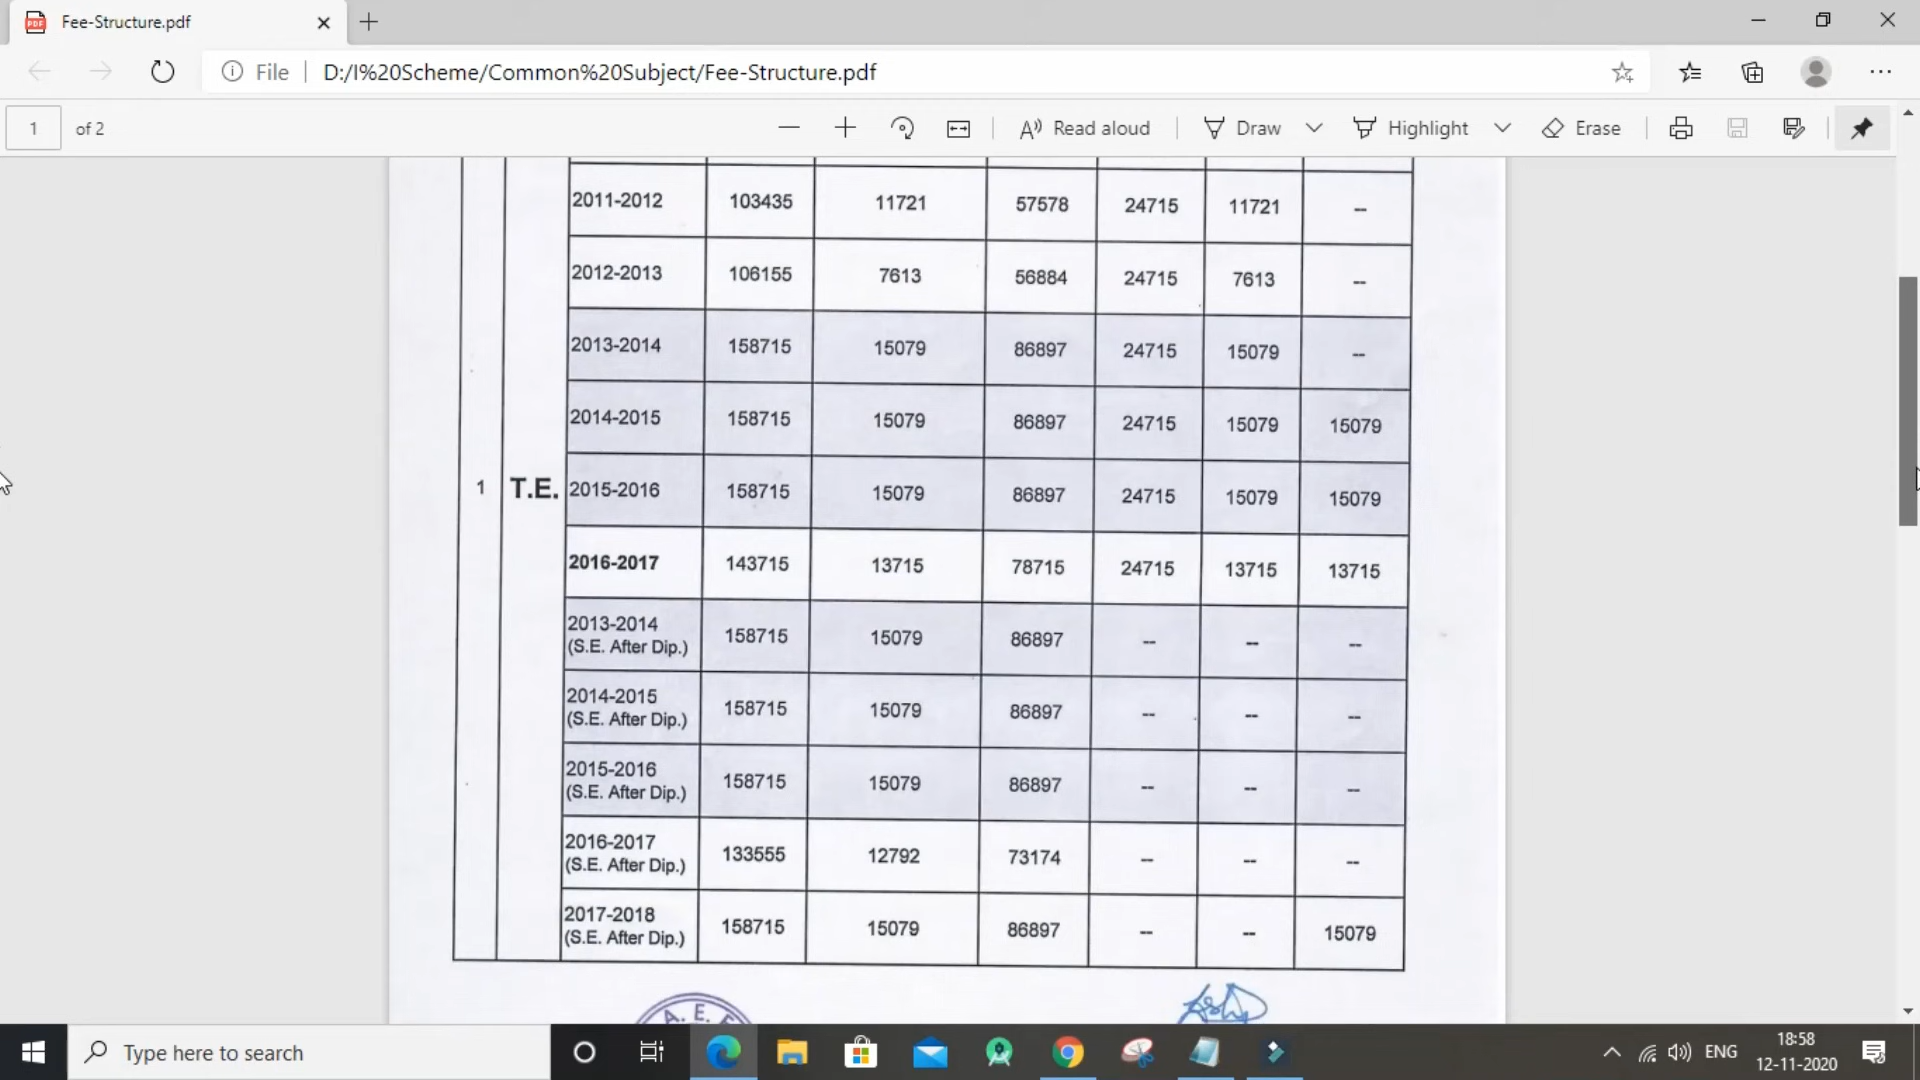 Fee-Structure.pdf
File D:/I%20Scheme/Common%20Subject/Fee-Structure.pdf
1 of 2 Read aloud Draw Highlight Erase
2011-2012 103435 11721 57578 24715 11721 --
2012-2013 106155 7613 56884 24715 7613 --
2013-2014 158715 15079 86897 24715 15079 --
2014-2015 158715 15079 86897 24715 15079 15079
1 T.E. 2015-2016 158715 15079 86897 24715 15079 15079
2016-2017 143715 13715 78715 24715 13715 13715
2013-2014
(S.E. After Dip.) 158715 15079 86897 -- -- --
2014-2015
(S.E. After Dip.) 158715 15079 86897 -- -- --
2015-2016
(S.E. After Dip.) 158715 15079 86897 -- -- --
2016-2017
(S.E. After Dip.) 133555 12792 73174 -- -- --
2017-2018
(S.E. After Dip.) 158715 15079 86897 -- -- 15079
A. E.
Type here to search
ENG
18:58
12-11-2020